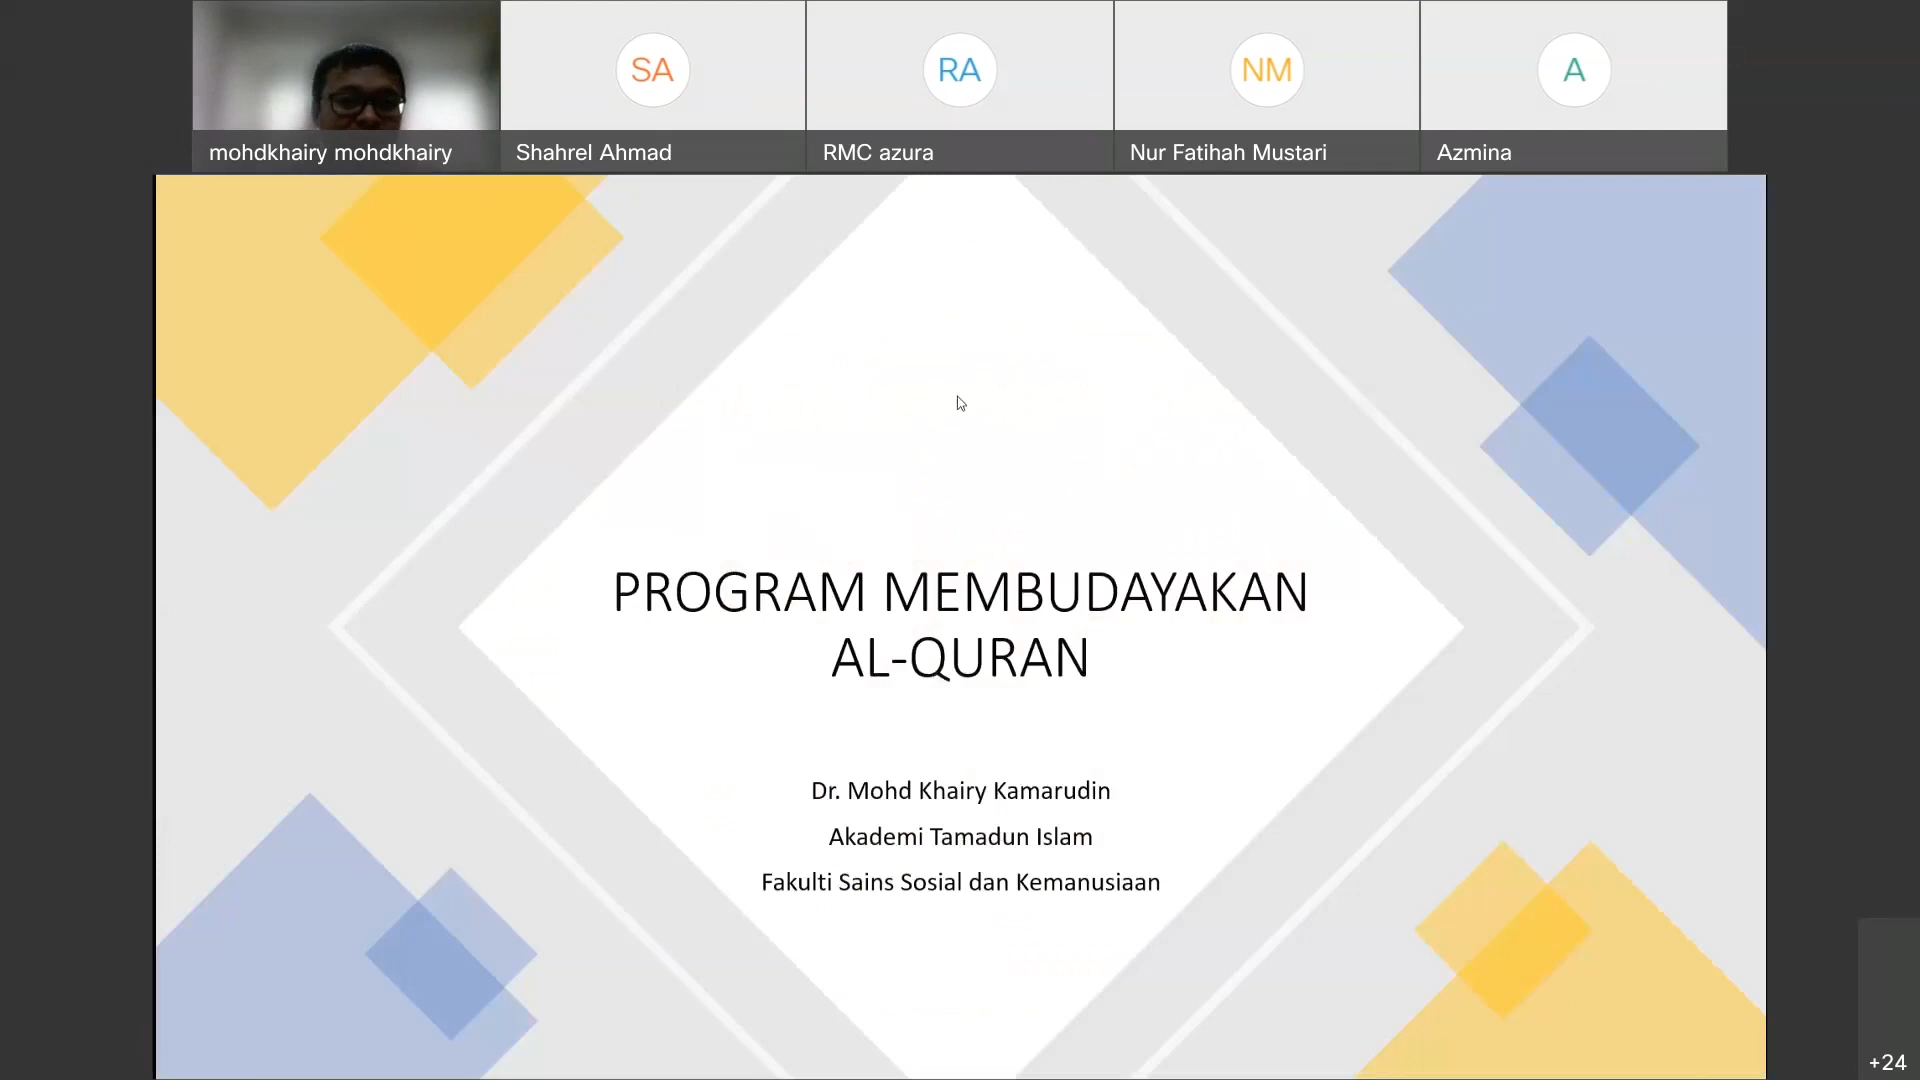 SA
RA
NM
A
mohdkhairy mohdkhairy
Shahrel Ahmad
RMC azura
Nur Fatihah Mustari
Azmina
PROGRAM MEMBUDAYAKAN
AL-QURAN
Dr. Mohd Khairy Kamarudin
Akademi Tamadun Islam
Fakulti Sains Sosial dan Kemanusiaan
+24